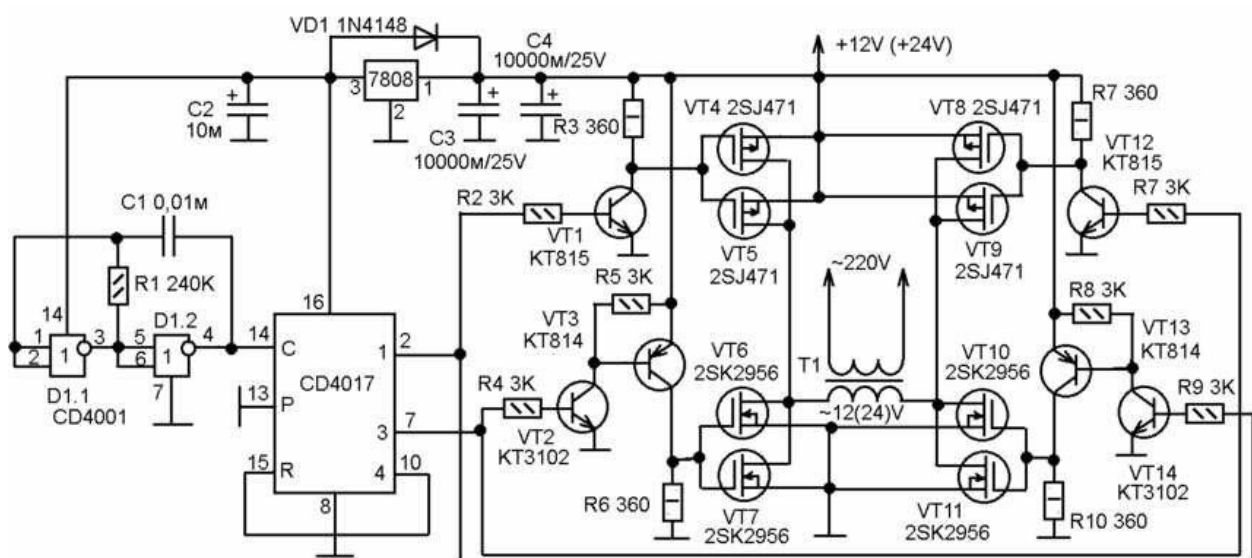 VD1 1N4148
C4
10000м/25V
+12V (+24V)
3
7808
1
2
C2
10м
C3
10000м/25V
R3 360
VT4 2SJ471
VT8 2SJ471
R7 360
VT12
KT815
R7 3K
C1 0,01м
R2 3K
VT1
KT815
VT5
2SJ471
VT9
2SJ471
~220V
R1 240K
R5 3K
R8 3K
14
16
VT3
KT814
VT13
KT814
1
2
1
3
D1.1
CD4001
D1.2
5
6
1
4
7
14
C
CD4017
1
2
13
P
3
7
15
R
4
10
8
R4 3K
VT2
KT3102
VT6
2SK2956
T1
~12(24)V
VT10
2SK2956
R9 3K
R6 360
VT7
2SK2956
VT11
2SK2956
R10 360
VT14
KT3102